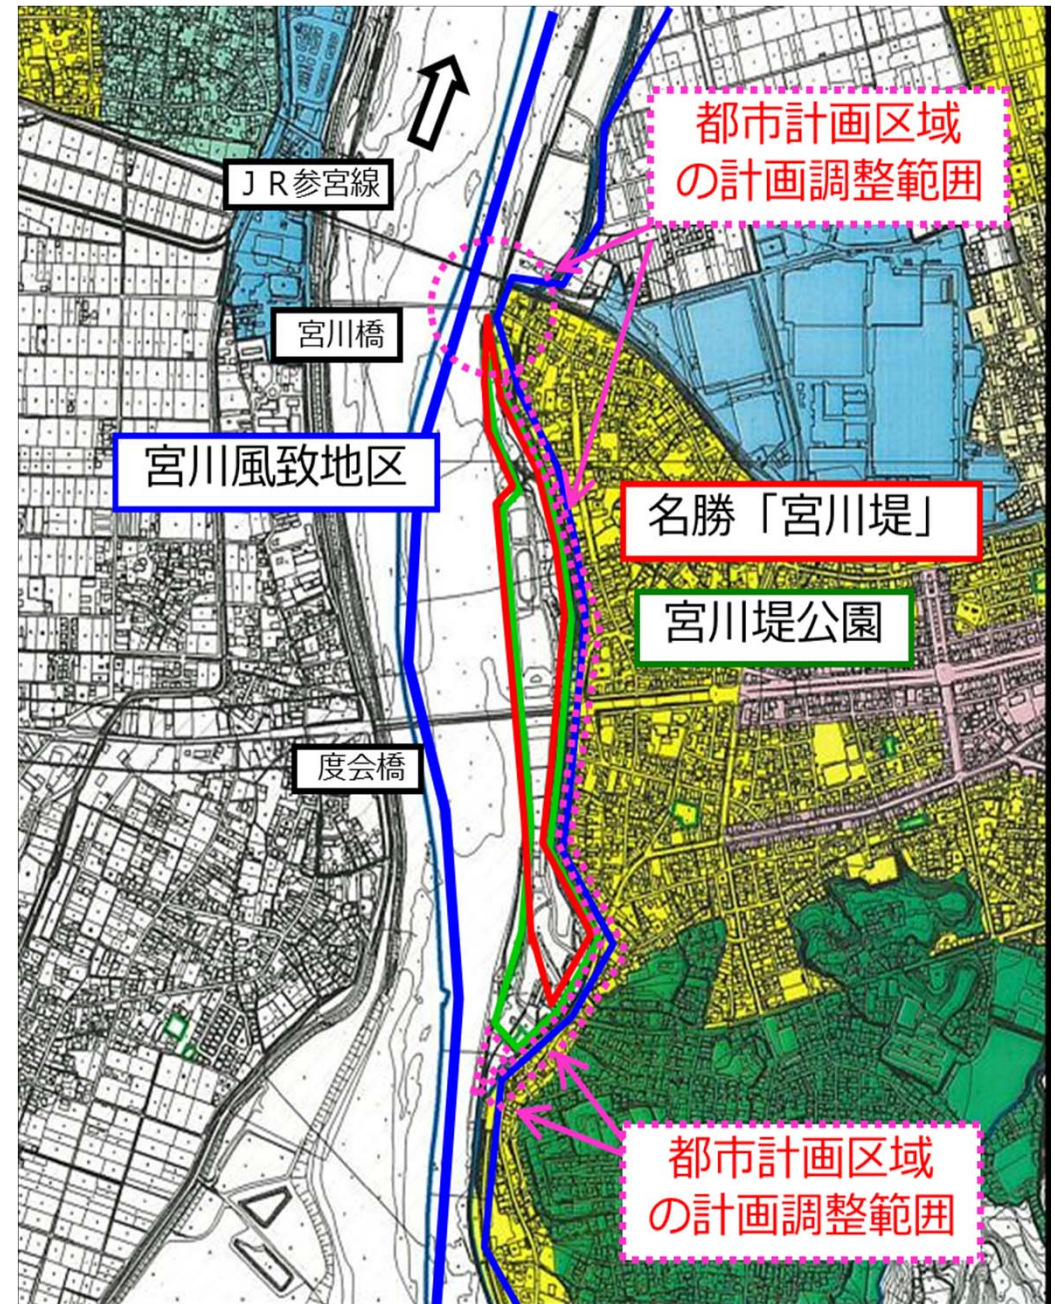 都市計画区域
の計画調整範囲
ＪＲ参宮線
宮川橋
宮川風致地区
名勝「宮川堤」
宮川堤公園
度会橋
都市計画区域
の計画調整範囲